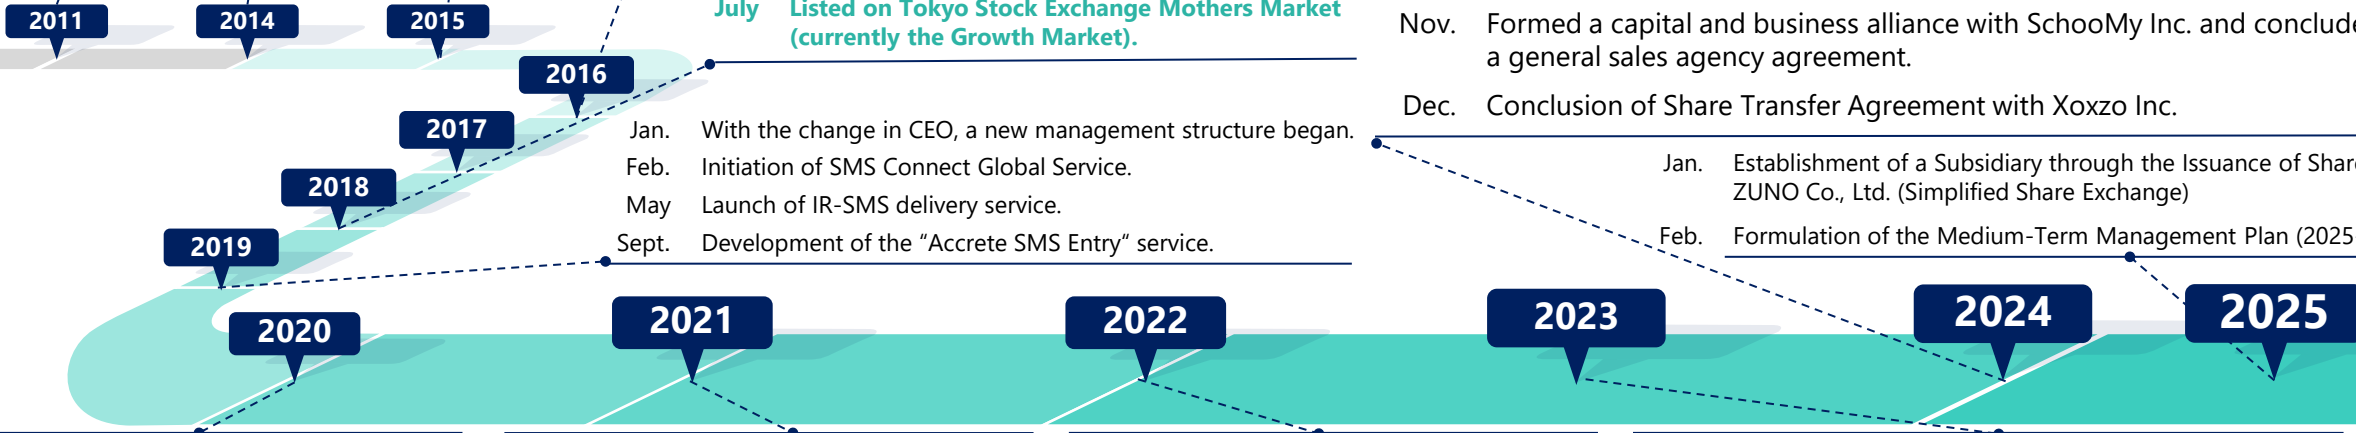 2011
2014
2015
July Listed on Tokyo Stock Exchange Mothers Market
(currently the Growth Market).
2016
2017
2018
2019
Jan. With the change in CEO, a new management structure began.
Feb. Initiation of SMS Connect Global Service.
May Launch of IR-SMS delivery service.
Sept. Development of the “Accrete SMS Entry“ service.
Nov. Formed a capital and business alliance with SchooMy Inc. and conclude
a general sales agency agreement.
Dec. Conclusion of Share Transfer Agreement with Xoxzo Inc.
Jan. Establishment of a Subsidiary through the Issuance of Share
ZUNO Co., Ltd. (Simplified Share Exchange)
Feb. Formulation of the Medium-Term Management Plan (2025
2020
2021
2022
2023
2024
2025